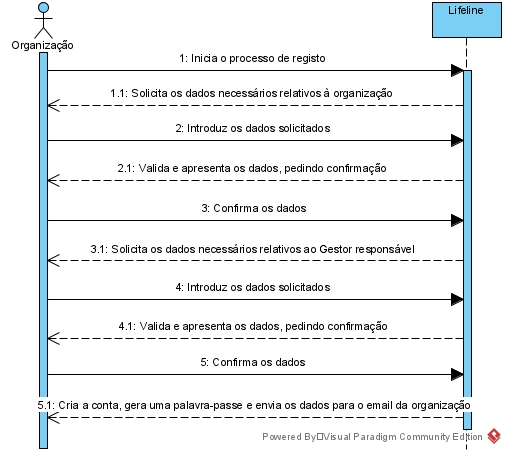 Lifeline
Organização
1: Inicia o processo de registo
1.1: Solicita os dados necessários relativos à organização
2: Introduz os dados solicitados
2.1: Valida e apresenta os dados, pedindo confirmação
3: Confirma os dados
3.1: Solicita os dados necessários relativos ao Gestor responsável
4: Introduz os dados solicitados
4.1: Valida e apresenta os dados, pedindo confirmação
5: Confirma os dados
5.1: Cria a conta, gera uma palavra-passe e envia os dados para o email da organização
Powered By Visual Paradigm Community Edition